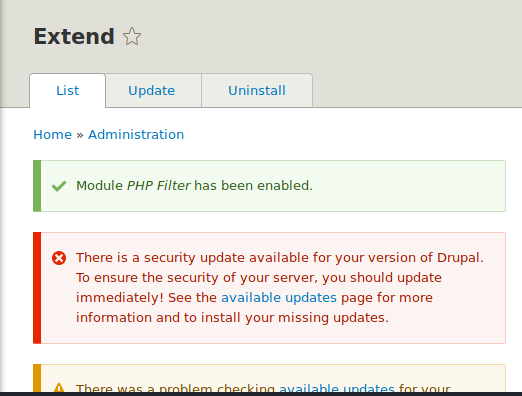 Extend
List Update Uninstall
Home » Administration
Module PHP Filter has been enabled.
There is a security update available for your version of Drupal.
To ensure the security of your server, you should update
immediately! See the available updates page for more
information and to install your missing updates.
There was a problem checking available updates for your